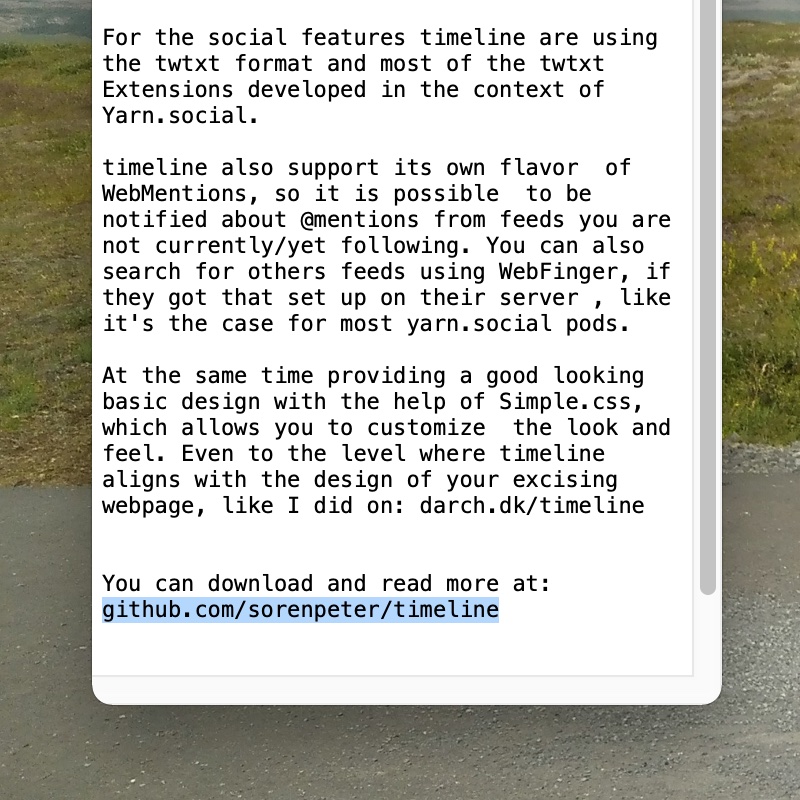 For the social features timeline are using
the twtxt format and most of the twtxt
Extensions developed in the context of
Yarn.social.
timeline also support its own flavor  of
WebMentions, so it is possible  to be
notified about @mentions from feeds you are
not currently/yet following. You can also
search for others feeds using WebFinger, if
they got that set up on their server , like
it's the case for most yarn.social pods.
At the same time providing a good looking
basic design with the help of Simple.css,
which allows you to customize  the look and
feel. Even to the level where timeline
aligns with the design of your excising
webpage, like I did on: darch.dk/timeline
You can download and read more at:
github.com/sorenpeter/timeline